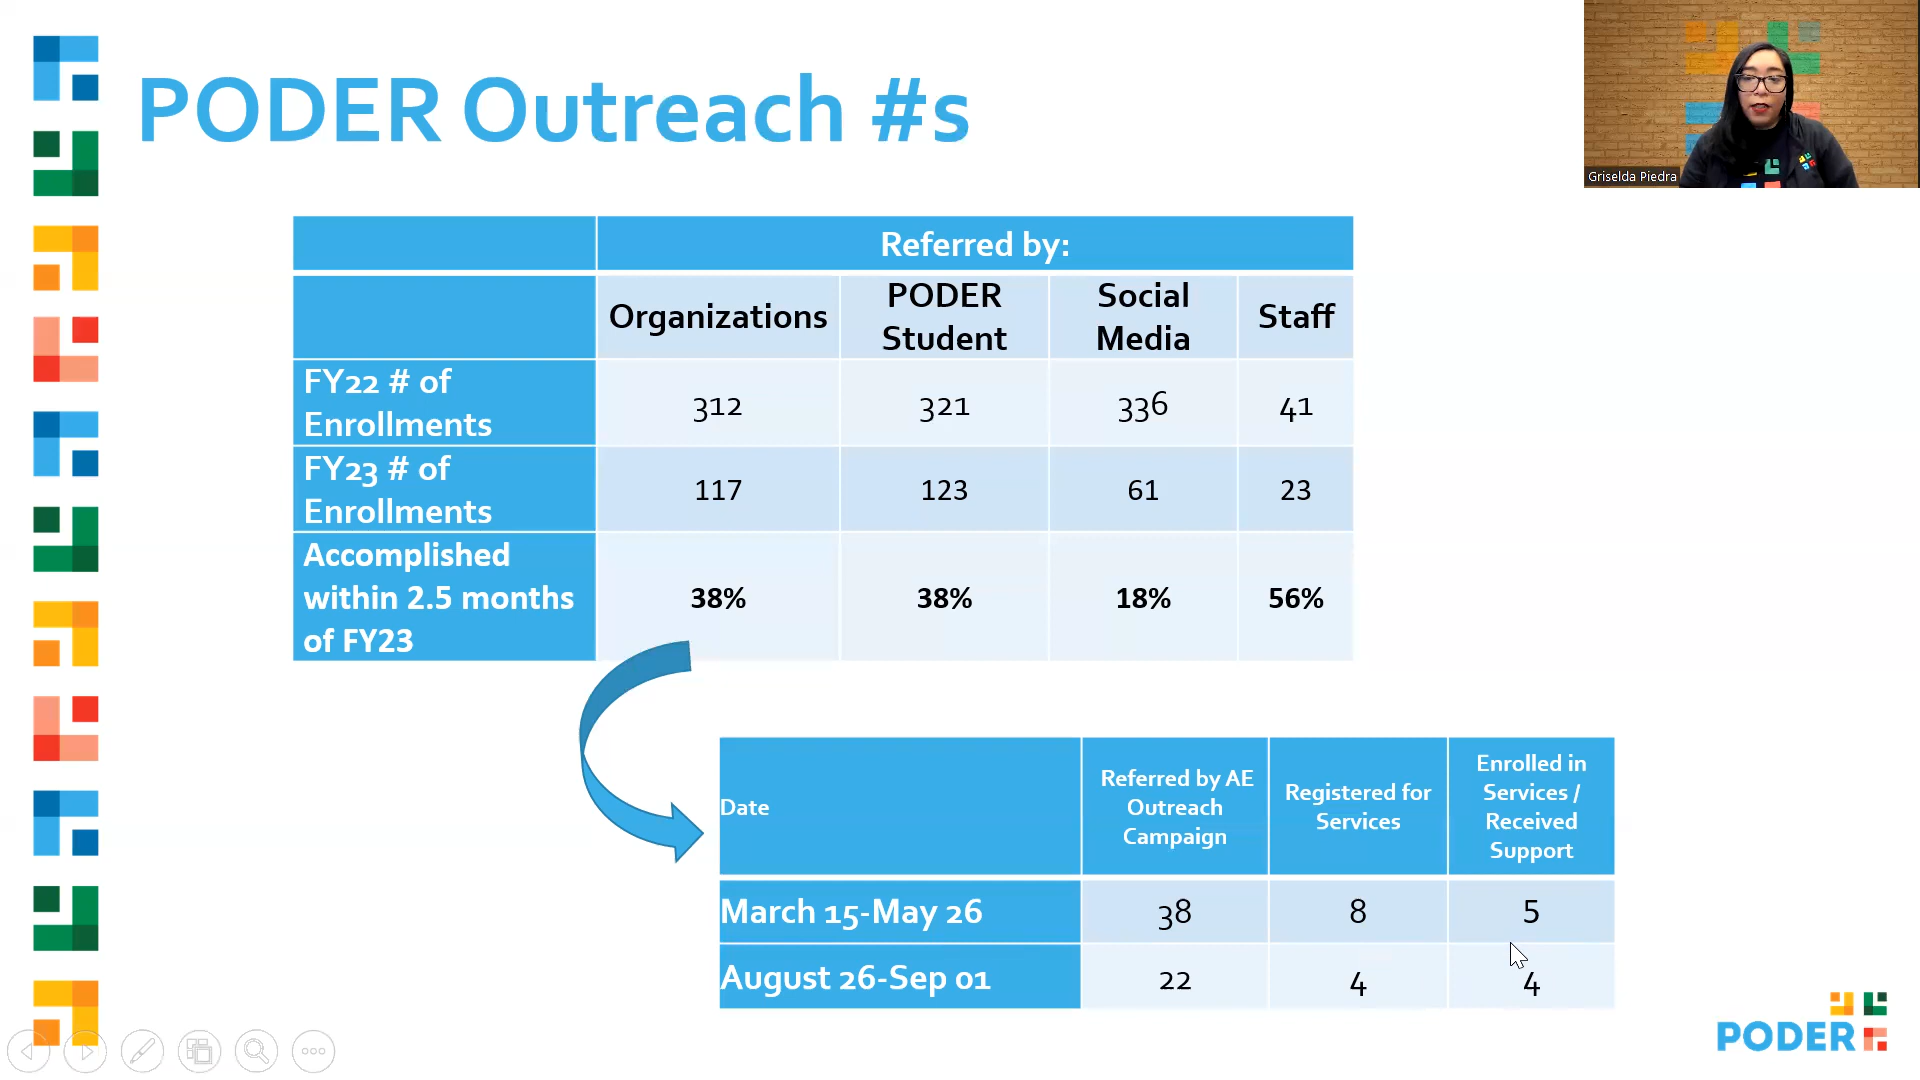 PODER Outreach #s
Griselda Piedra
Referred by:
Organizations
PODER
Student
Social
Media
Staff
FY22 # of
Enrollments
312
321
336
41
FY23 # of
Enrollments
117
123
61
23
Accomplished
within 2.5 months
of FY23
38%
38%
18%
56%
Date
Referred by AE
Outreach
Campaign
Registered for
Services
Enrolled in
Services /
Received
Support
March 15-May 26
38
8
5
August 26-Sep 01
22
4
4
PODER